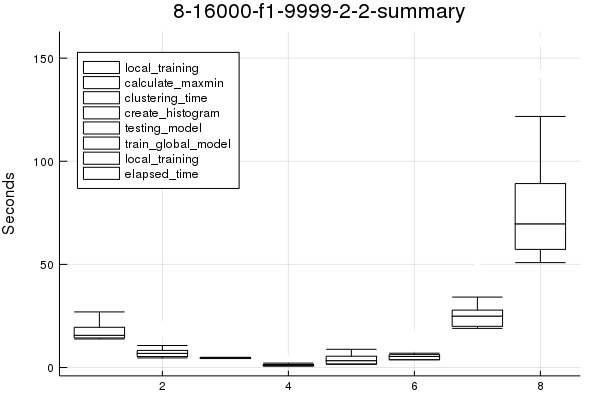 8-16000-f1-9999-2-2-summary
150
100
50
0
Seconds
local_training
calculate_maxmin
clustering_time
create_histogram
testing_model
train_global_model
local_training
elapsed_time
2 4 6 8